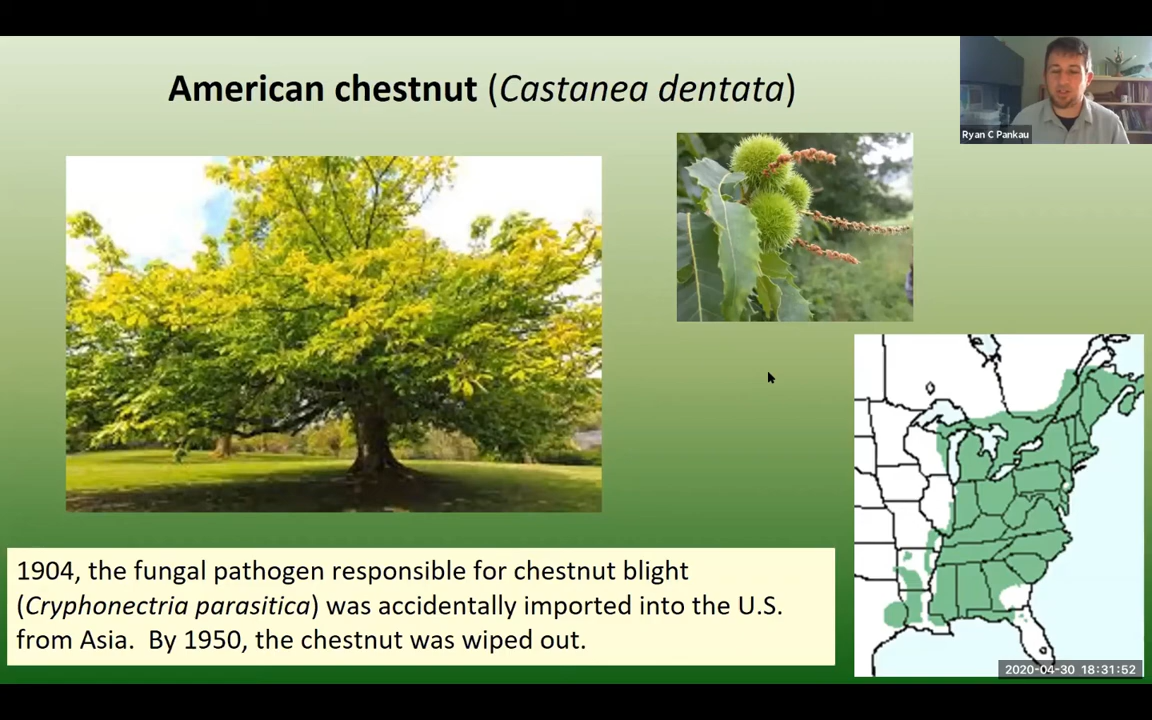 American chestnut (Castanea dentata)
Ryan C Pankau
1904, the fungal pathogen responsible for chestnut blight
(Cryphonectria parasitica) was accidentally imported into the U.S.
from Asia.  By 1950, the chestnut was wiped out.
2020-04-30 18:31:52